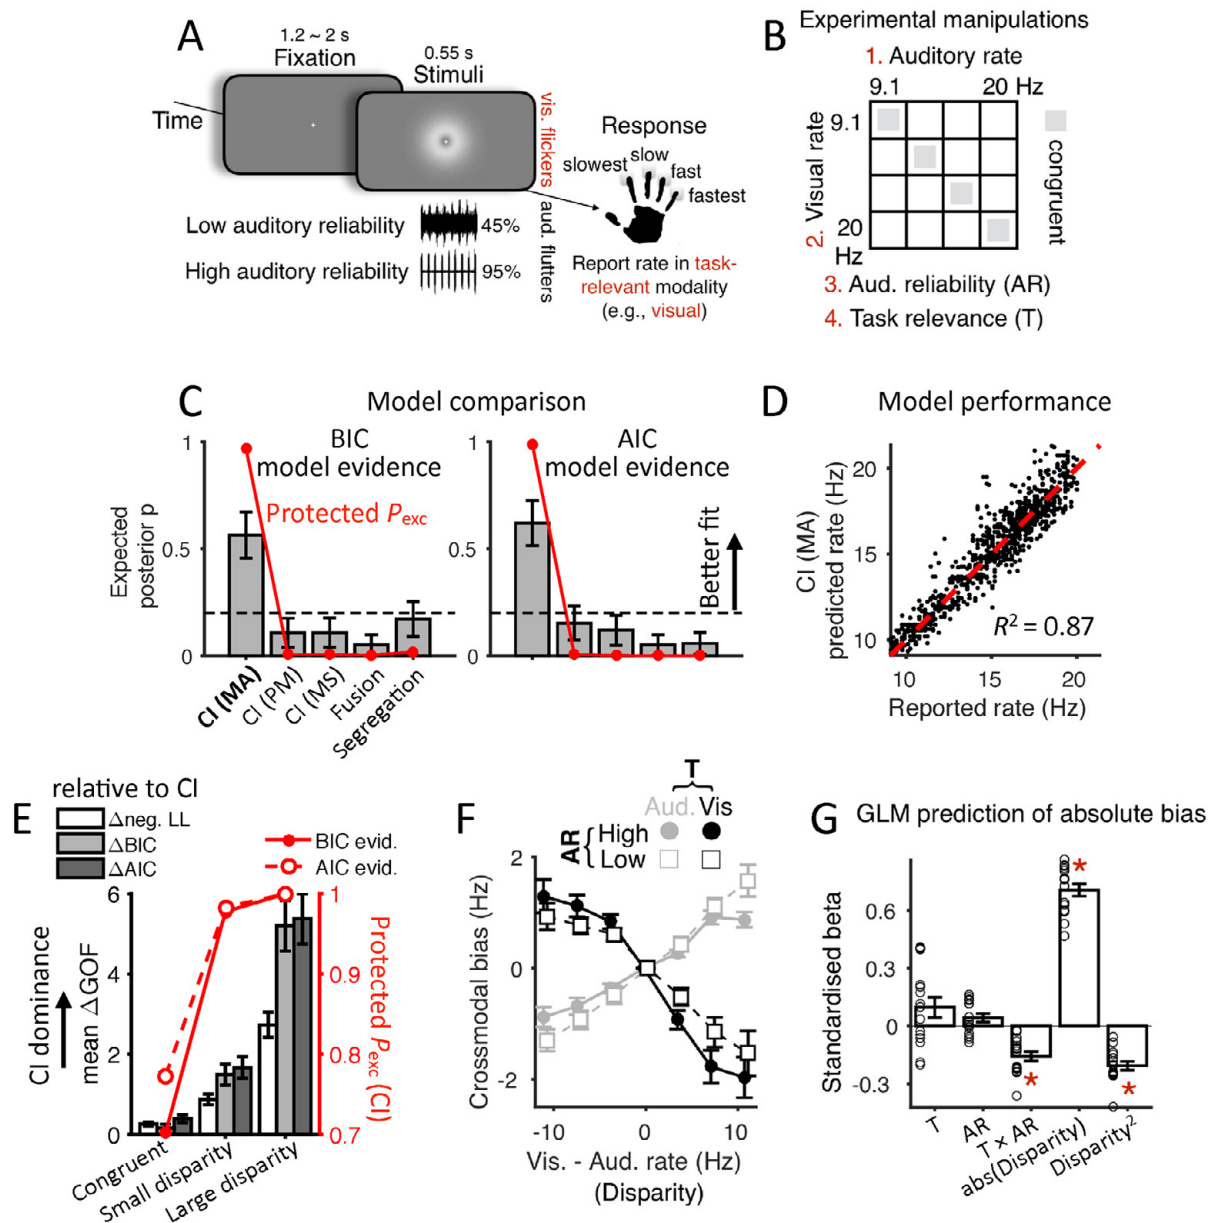 A
1.2 ~ 2 s
Fixation
0.55 s
Stimuli
Time
vis. flickers
aud. flutters
Response
slowest
slow
fast
fastest
Low auditory reliability
45%
High auditory reliability
95%
Report rate in task-
relevant modality
(e.g., visual)
B
Experimental manipulations
1. Auditory rate
9.1
20 Hz
2. Visual rate
9.1
20
Hz
congruent
3. Aud. reliability (AR)
4. Task relevance (T)
C
Model comparison
BIC
model evidence
Protected Pexc
Expected
posterior p
1
0.5
0
CI (MA)
CI (PM)
CI (MS)
Fusion
Segregation
AIC
model evidence
1
0.5
0
Better fit
D
Model performance
CI (MA)
predicted rate (Hz)
20
15
10
R² = 0.87
10
15
20
Reported rate (Hz)
E
relative to CI
Δneg. LL
ΔBIC
ΔAIC
BIC evid.
AIC evid.
CI dominance
mean ΔGOF
6
4
2
0
1
0.9
0.8
0.7
Protected Pexc (CI)
Congruent
Small disparity
Large disparity
F
T
Aud.
Vis
AR
High
Low
Crossmodal bias (Hz)
2
0
-2
-10
0
10
Vis. - Aud. rate (Hz)
(Disparity)
G
GLM prediction of absolute bias
Standardised beta
0.6
0.3
0
-0.3
*
*
*
T
AR
T × AR
abs(Disparity)
Disparity²